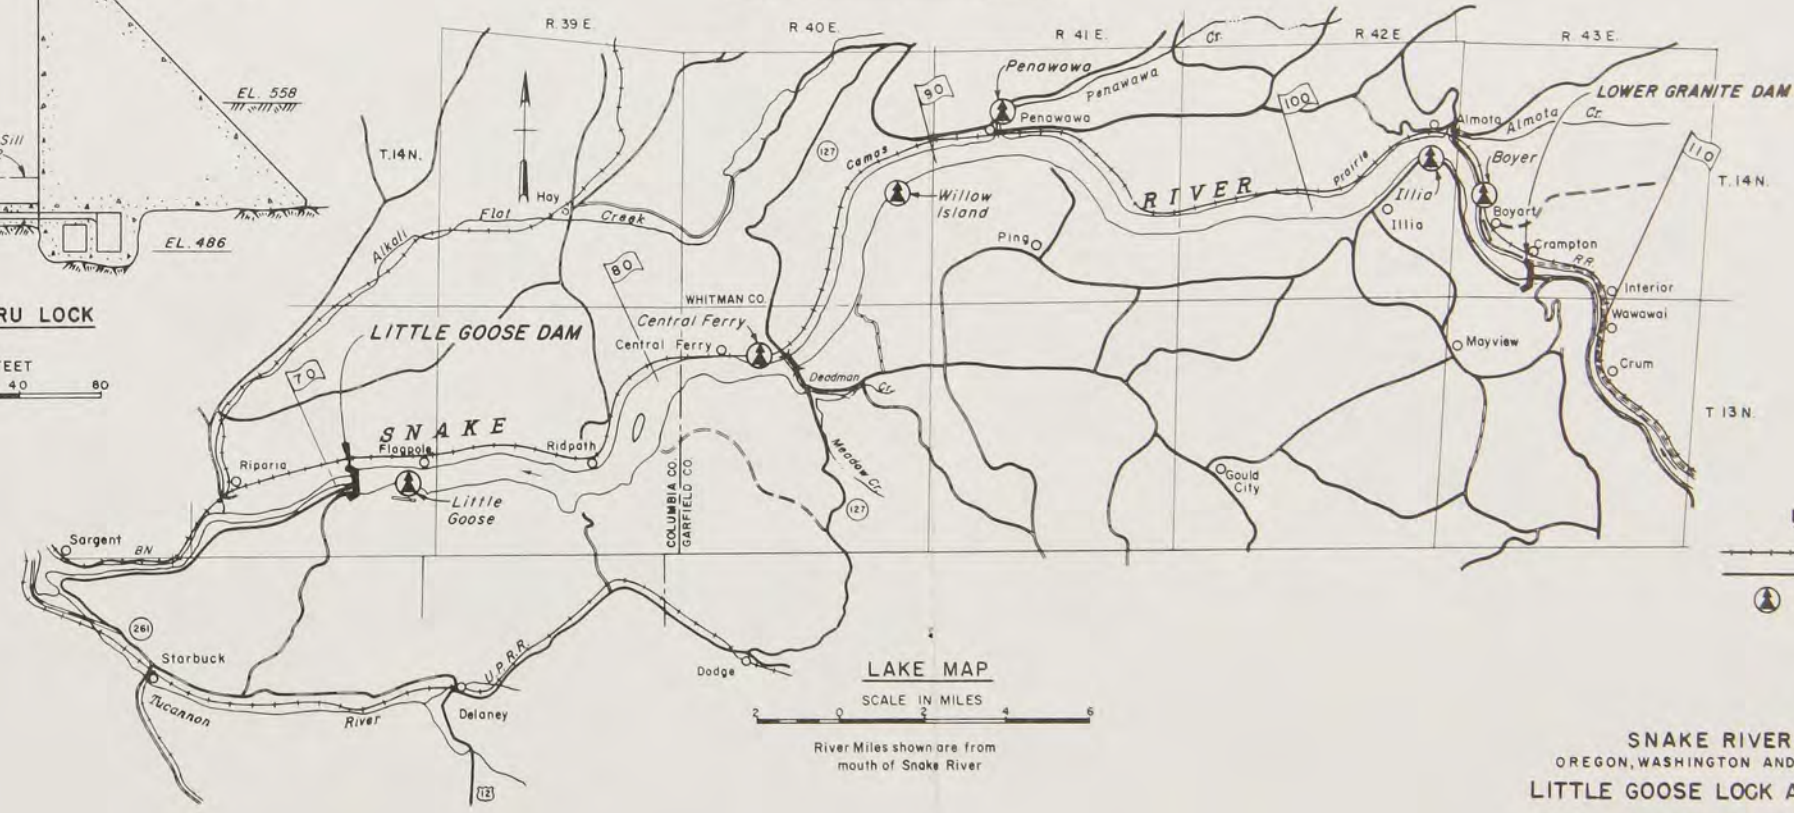 R. 39 E.
R. 40 E.
R 41 E.
R 42 E
R. 43 E.
Sill
EL. 558
EL. 486
RU LOCK
FEET
40 80
T.14N.
T.14N.
T 13 N.
Hay
Alkali Flat Creek
127
Camas Prairie RR.
90
Penawawa
Penawawa Cr.
Penawawa
Willow
Island
RIVER
100
Almota
Almota Cr.
LOWER GRANITE DAM
110
Boyer
Illia
Illia
Boyart
Crampton
Interior
Wawawai
Mayview
Crum
Ping
80
WHITMAN CO.
Central Ferry
Central Ferry
LITTLE GOOSE DAM
70
SNAKE
Flagpole
Ridpath
Riparia
Little
Goose
Deadman Cr.
Meadow Cr.
127
COLUMBIA CO.
GARFIELD CO.
Gould
City
Sargent
BN
261
Starbuck
Tucannon River
Delaney
U.P.R.R.
Dodge
12
LAKE MAP
SCALE IN MILES
2 0 2 4 6
River Miles shown are from
mouth of Snake River
SNAKE RIVER
OREGON, WASHINGTON AND
LITTLE GOOSE LOCK A